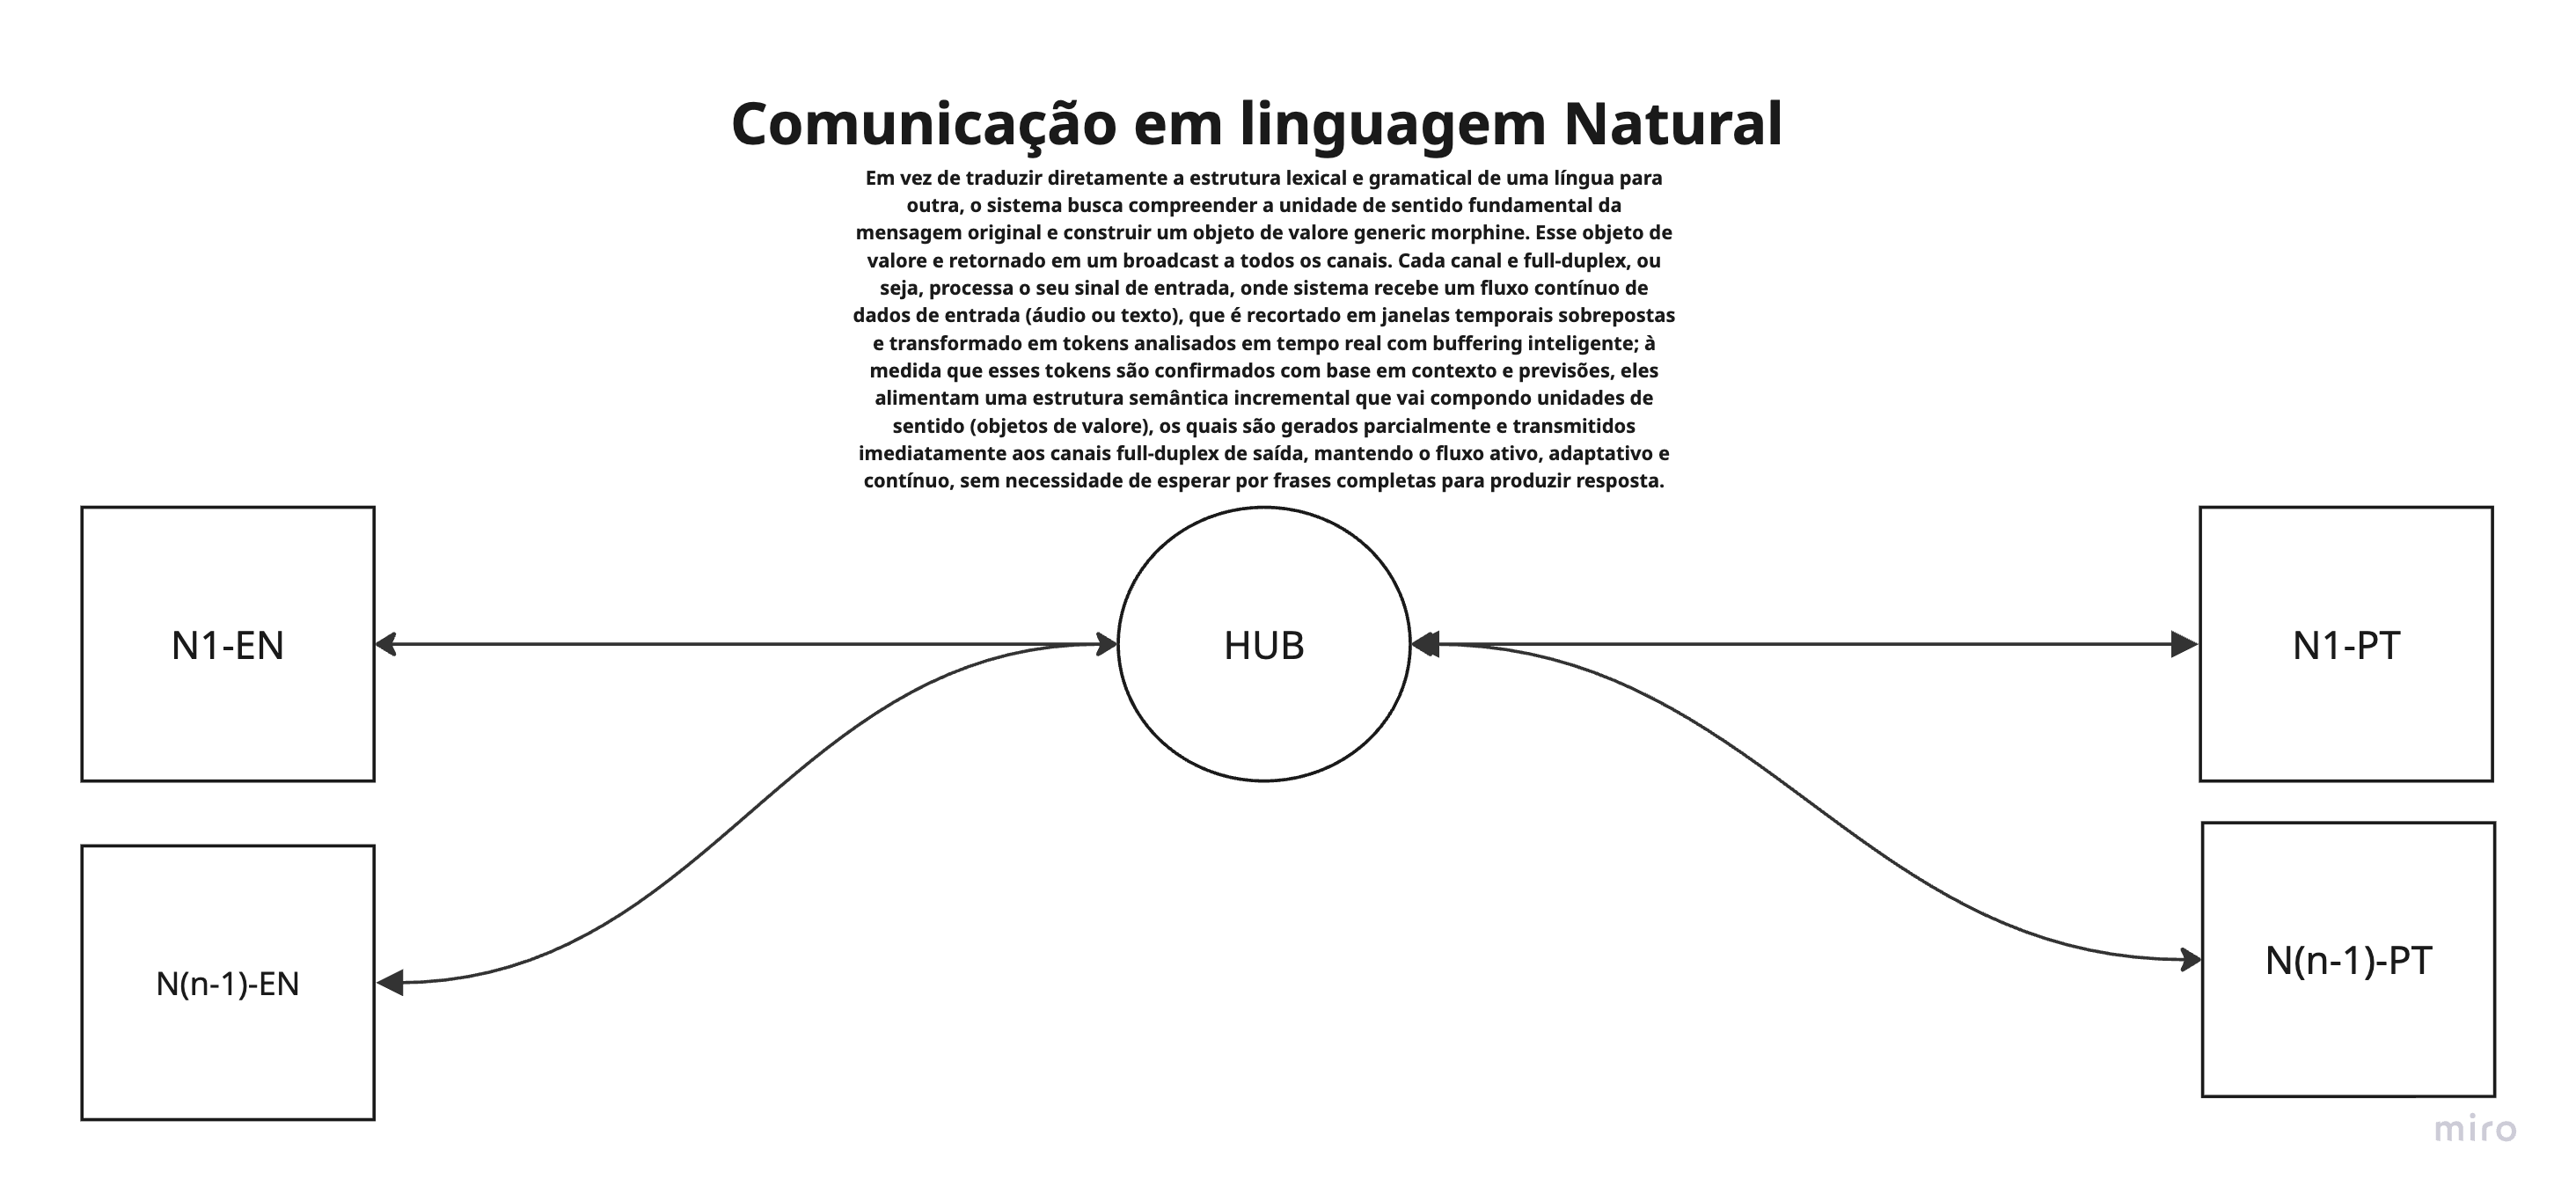 Comunicação em linguagem Natural
Em vez de traduzir diretamente a estrutura lexical e gramatical de uma língua para
outra, o sistema busca compreender a unidade de sentido fundamental da
mensagem original e construir um objeto de valore generic morphine. Esse objeto de
valore e retornado em um broadcast a todos os canais. Cada canal e full-duplex, ou
seja, processa o seu sinal de entrada, onde sistema recebe um fluxo contínuo de
dados de entrada (áudio ou texto), que é recortado em janelas temporais sobrepostas
e transformado em tokens analisados em tempo real com buffering inteligente; à
medida que esses tokens são confirmados com base em contexto e previsões, eles
alimentam uma estrutura semântica incremental que vai compondo unidades de
sentido (objetos de valore), os quais são gerados parcialmente e transmitidos
imediatamente aos canais full-duplex de saída, mantendo o fluxo ativo, adaptativo e
contínuo, sem necessidade de esperar por frases completas para produzir resposta.
N1-EN
HUB
N1-PT
N(n-1)-EN
N(n-1)-PT
miro